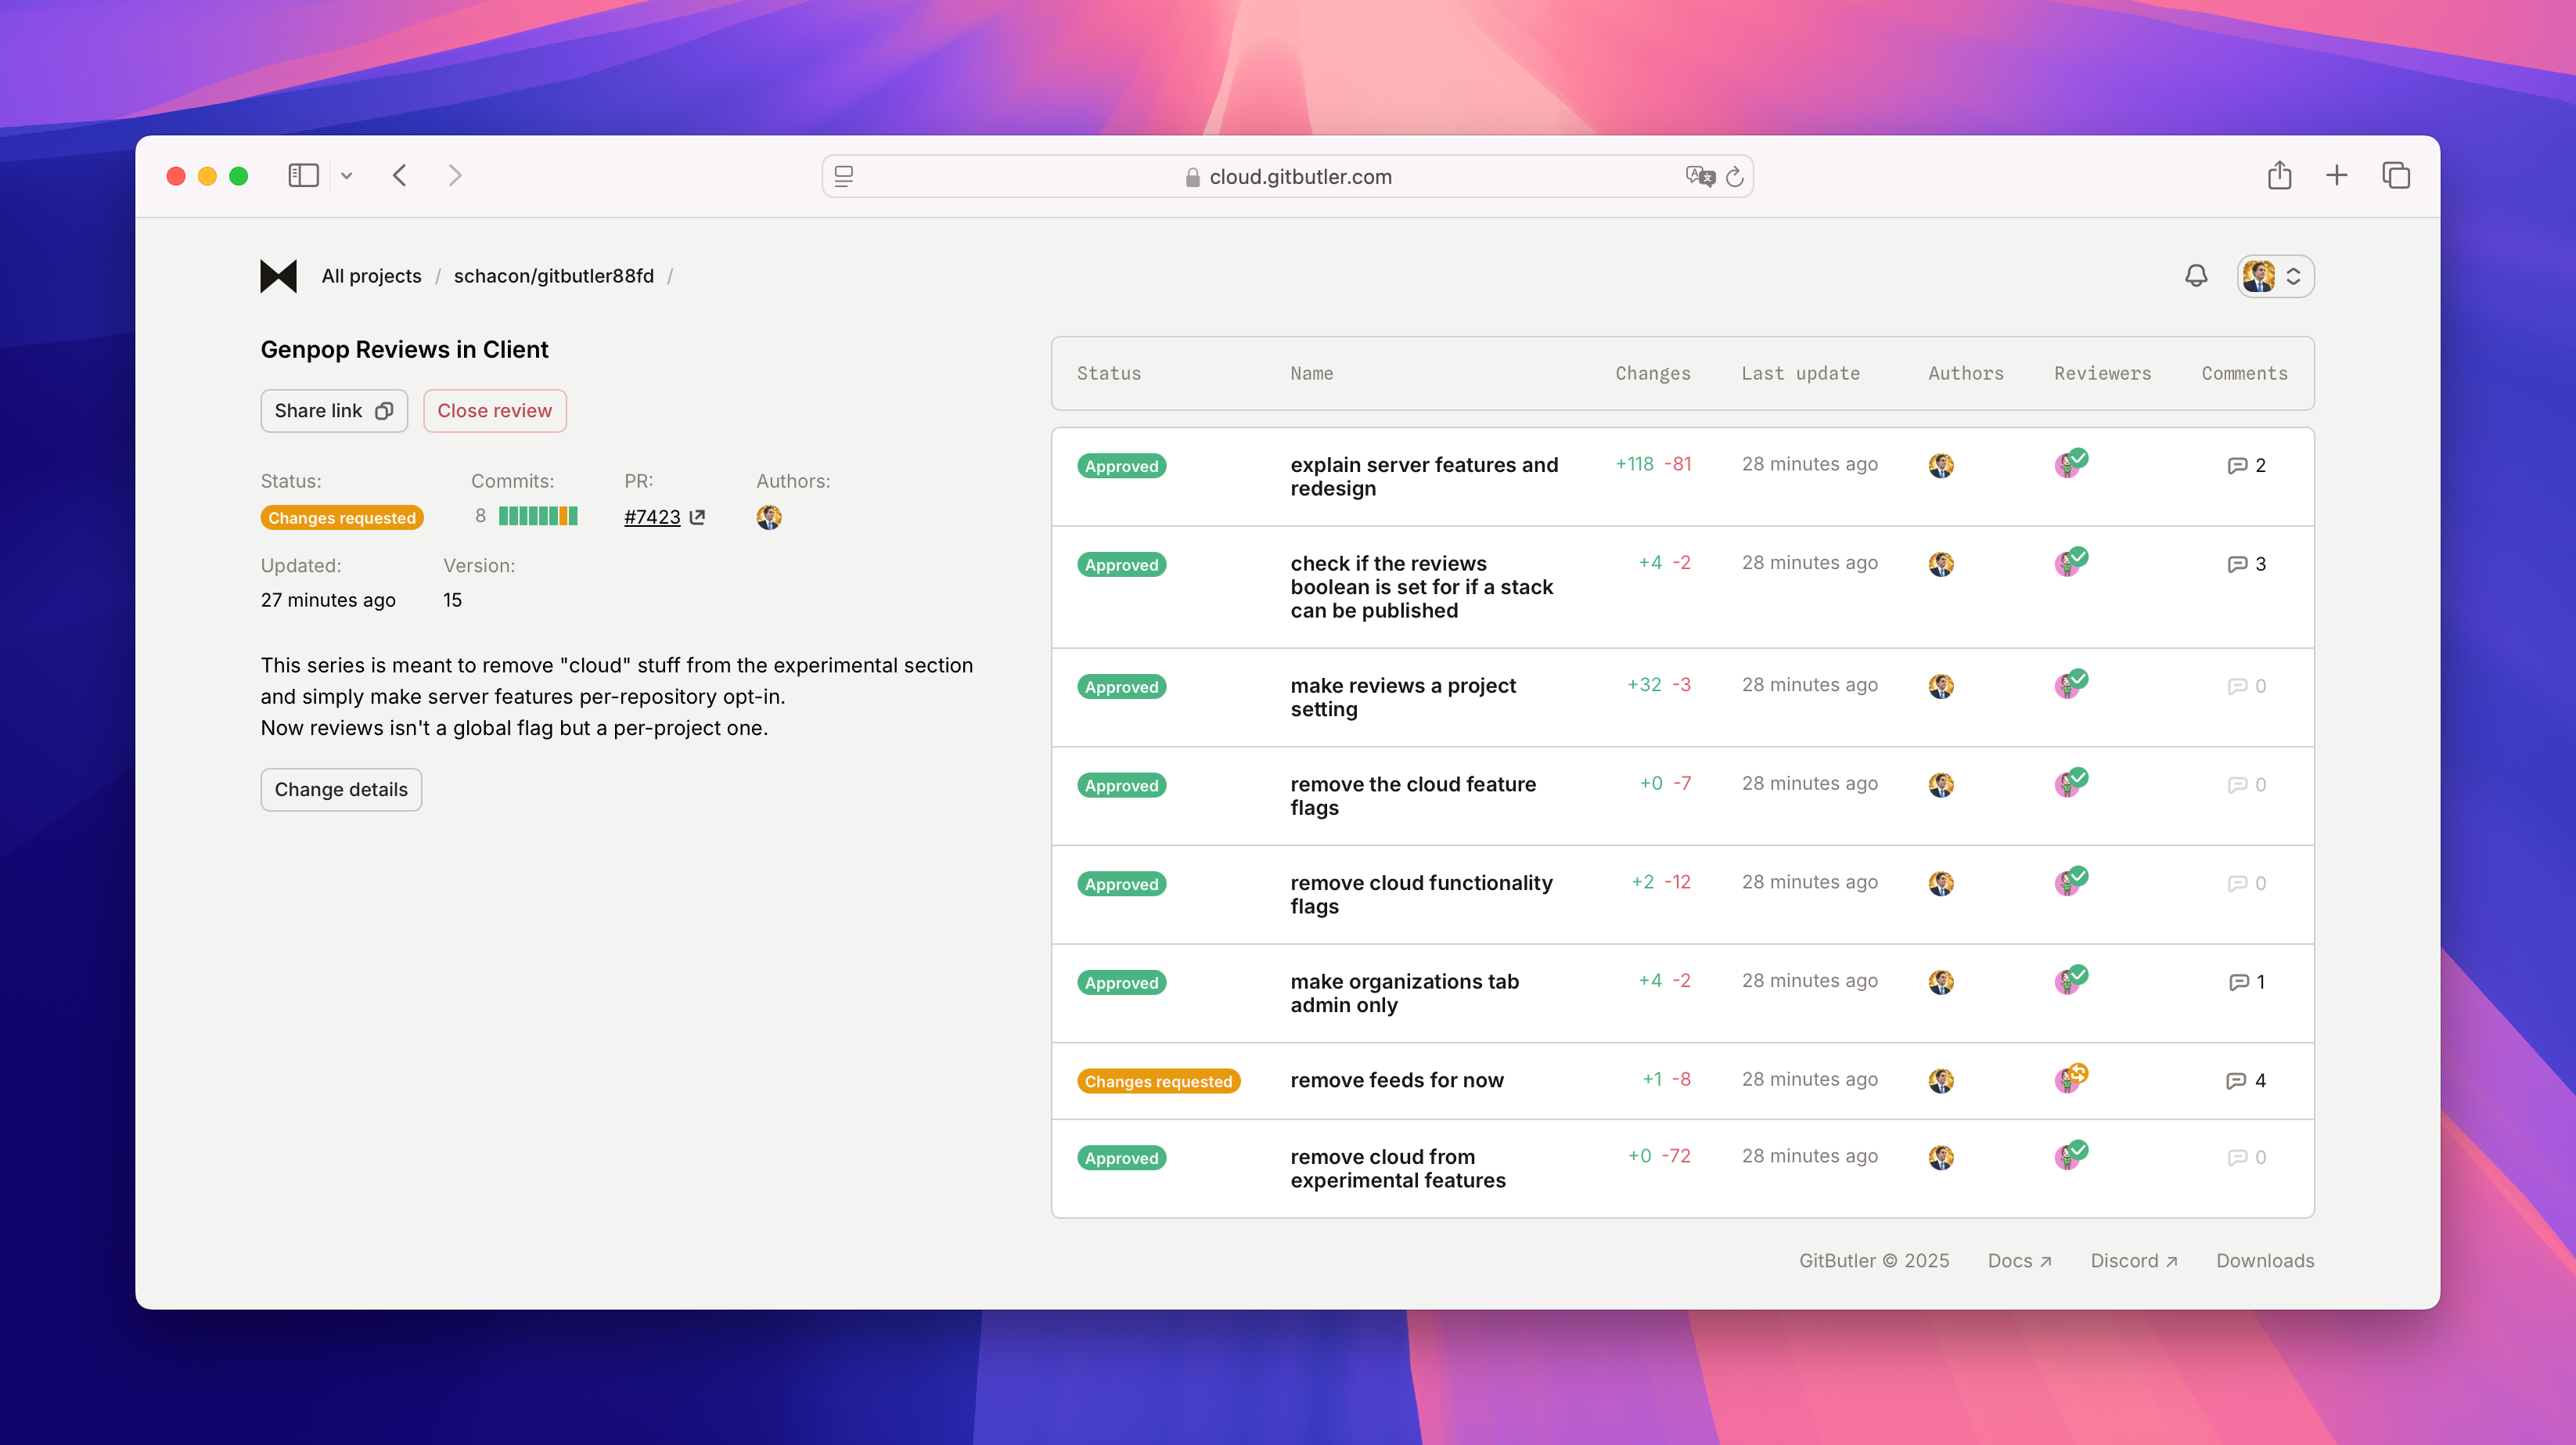 cloud.gitbutler.com
All projects / schacon/gitbutler88fd /
Genpop Reviews in Client
Share link
Close review
Status: Commits: PR: Authors:
Changes requested 8 #7423
Updated: Version:
27 minutes ago 15
This series is meant to remove "cloud" stuff from the experimental section
and simply make server features per-repository opt-in.
Now reviews isn't a global flag but a per-project one.
Change details
Status Name Changes Last update Authors Reviewers Comments
Approved explain server features and +118 -81 28 minutes ago 2
redesign
Approved check if the reviews +4 -2 28 minutes ago 3
boolean is set for if a stack
can be published
Approved make reviews a project +32 -3 28 minutes ago 0
setting
Approved remove the cloud feature +0 -7 28 minutes ago 0
flags
Approved remove cloud functionality +2 -12 28 minutes ago 0
flags
Approved make organizations tab +4 -2 28 minutes ago 1
admin only
Changes requested remove feeds for now +1 -8 28 minutes ago 4
Approved remove cloud from +0 -72 28 minutes ago 0
experimental features
GitButler © 2025 Docs ↗ Discord ↗ Downloads